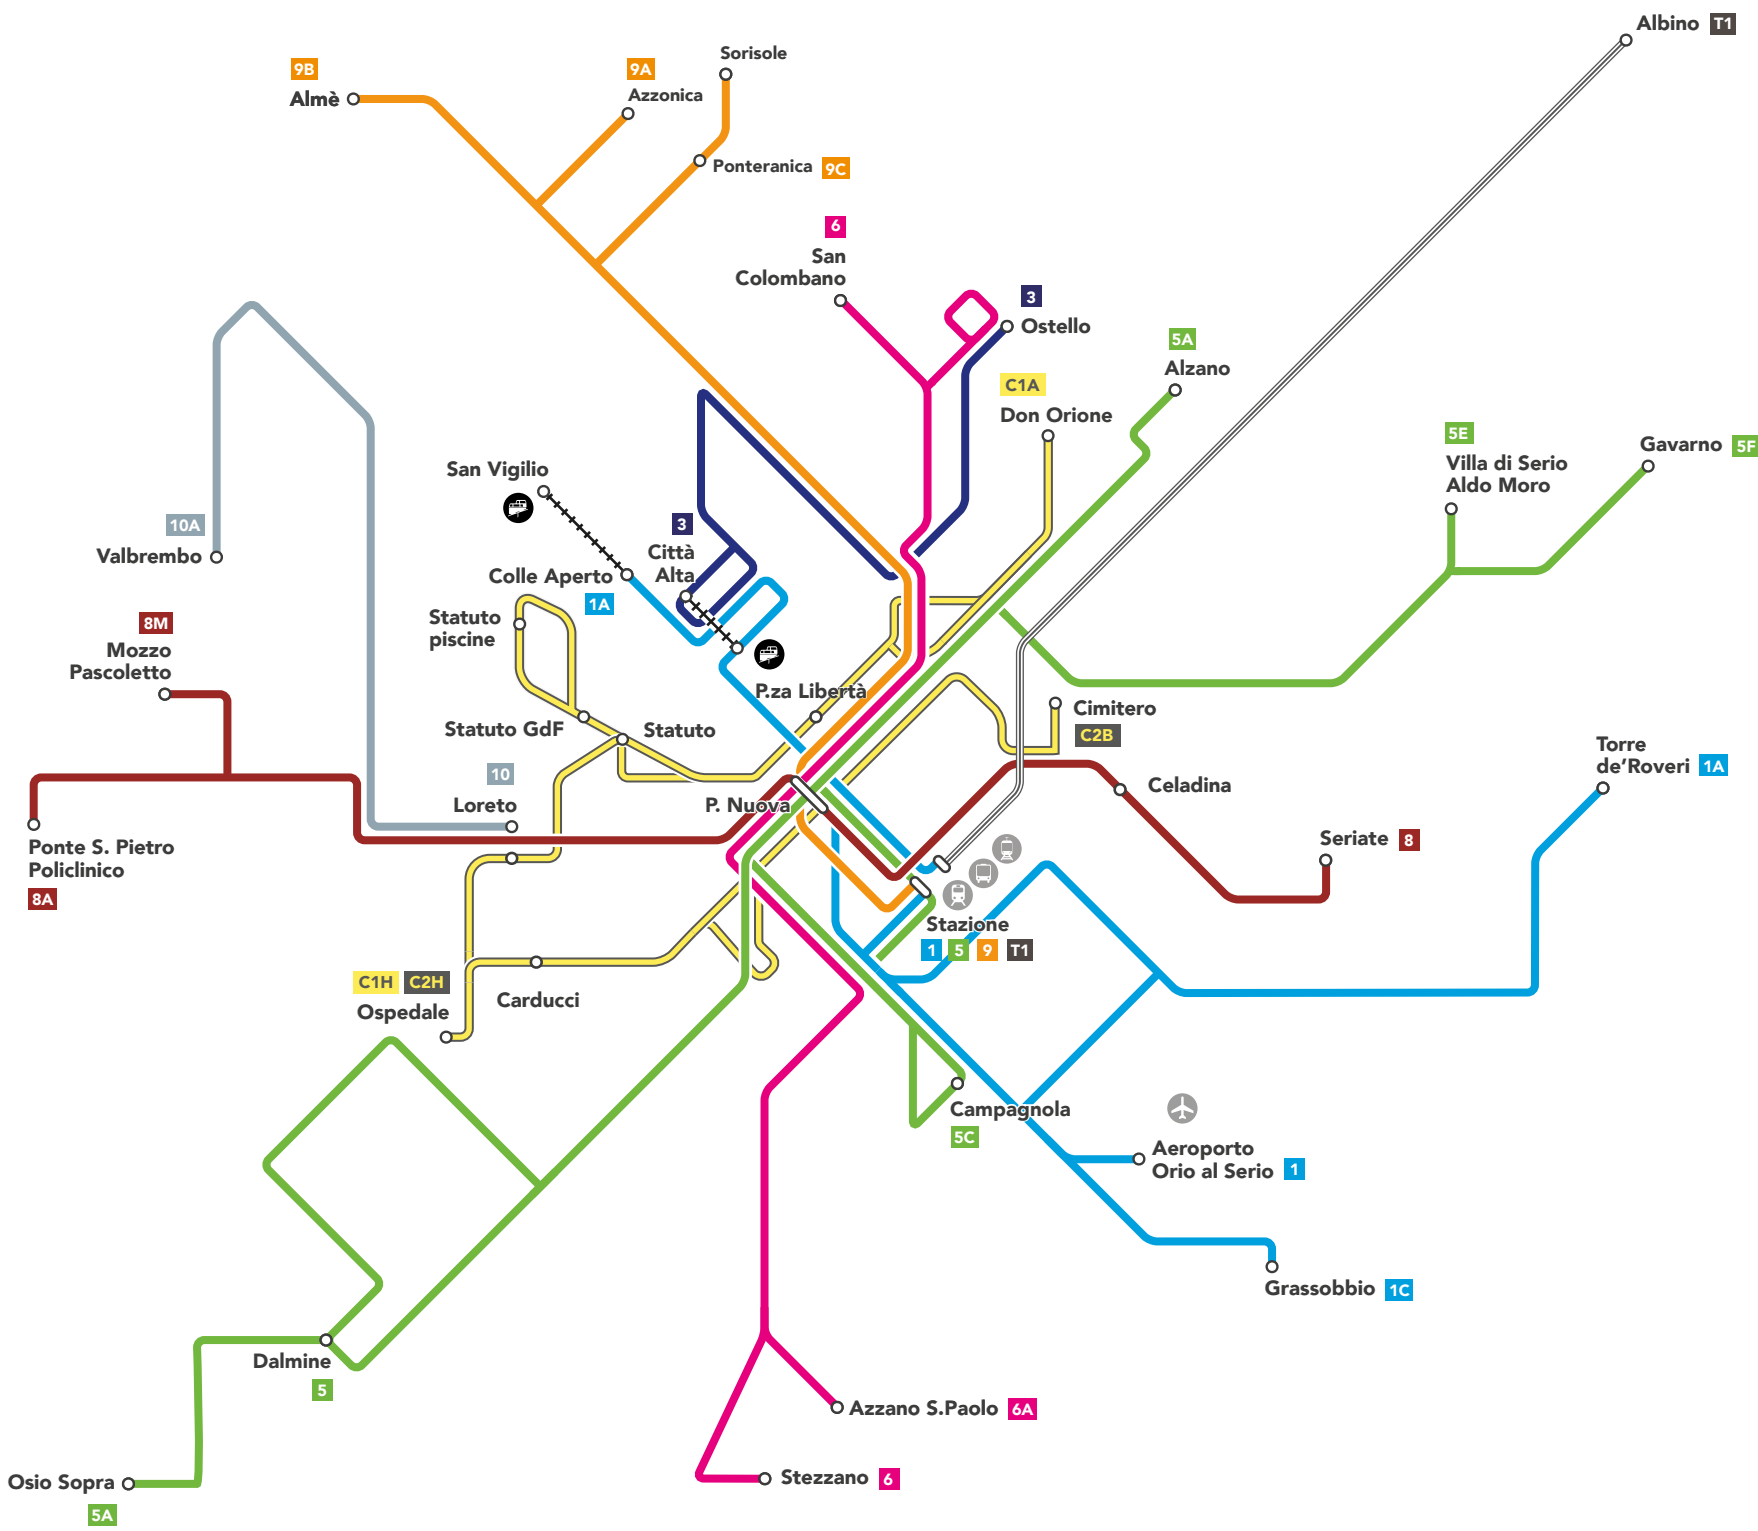 Albino T1
Sorisole
9B
9A
Almè
Azzonica
Ponteranica 9C
6
San
Colombano
3
Ostello
5A
Alzano
C1A
Don Orione
5E
Villa di Serio
Aldo Moro
Gavarno 5F
San Vigilio
10A
Valbrembo
3
Città
Alta
Colle Aperto
1A
Statuto
piscine
8M
Mozzo
Pascoletto
P.za Libertà
Cimitero
C2B
Statuto GdF
Statuto
Torre
de'Roveri 1A
10
Loreto
P. Nuova
Celadina
Seriate 8
Ponte S. Pietro
Policlinico
8A
Stazione
1 5 9 T1
C1H C2H
Ospedale
Carducci
Campagnola
5C
Aeroporto
Orio al Serio 1
Grassobbio 1C
Dalmine
5
Azzano S.Paolo 6A
Stezzano 6
Osio Sopra
5A